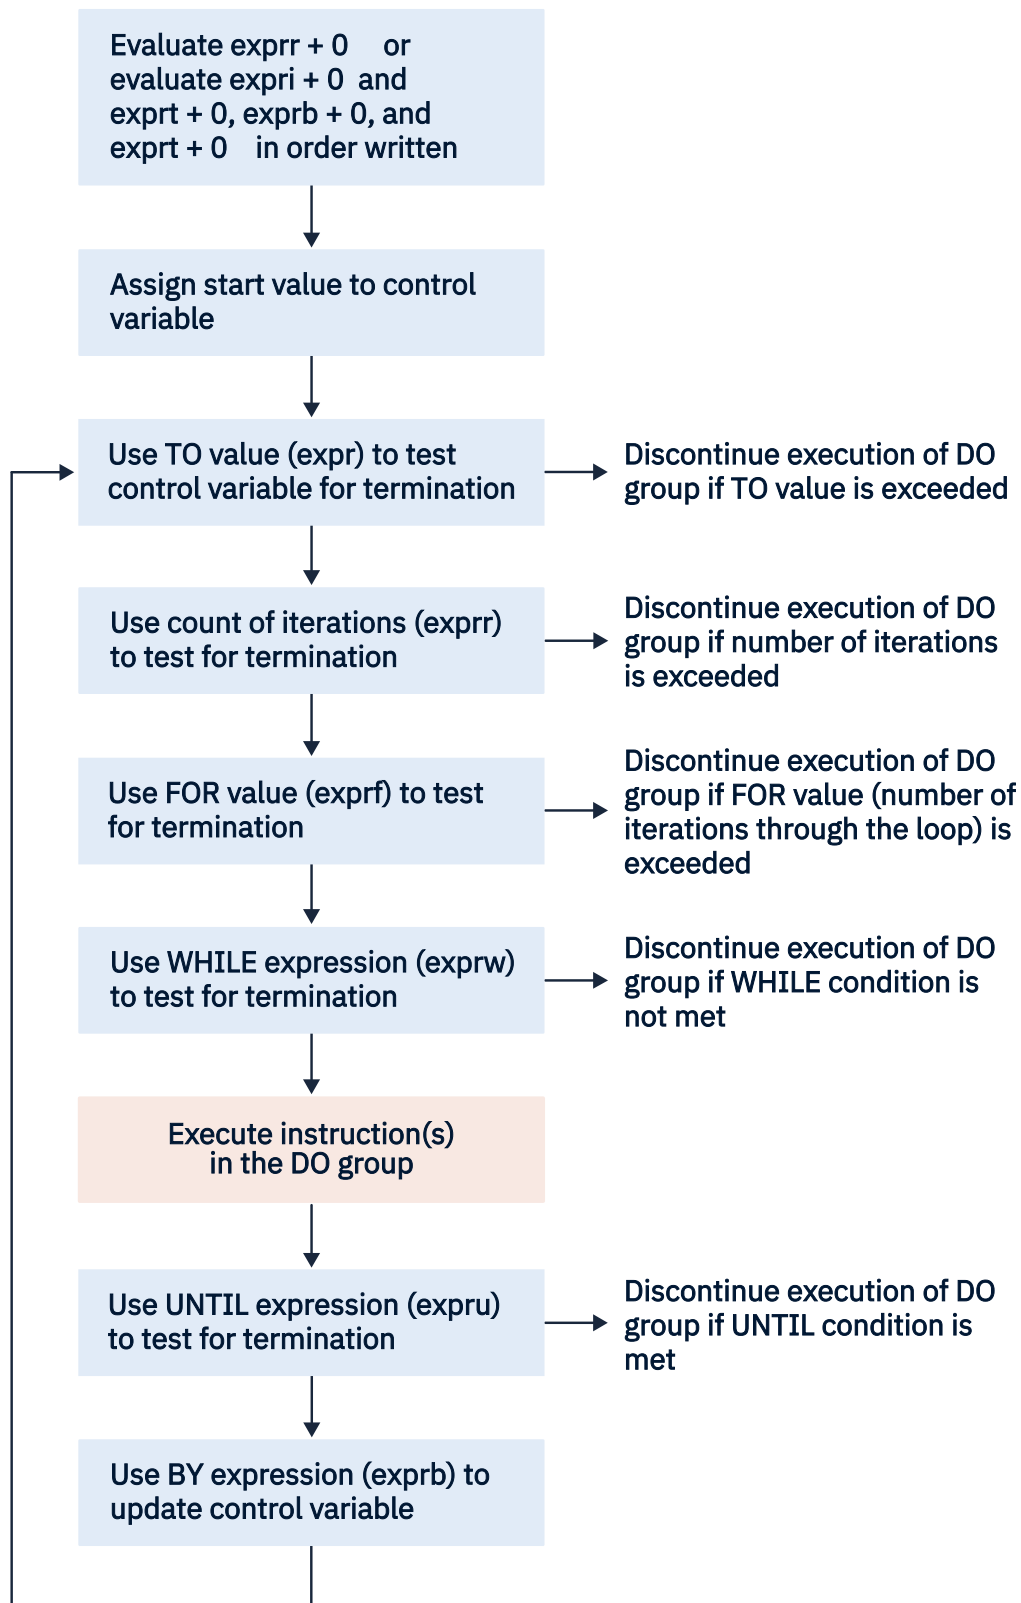 Evaluate exprr + 0 or
evaluate expri + 0 and
exprt + 0, exprb + 0, and
exprt + 0 in order written
Assign start value to control
variable
Use TO value (expr) to test
control variable for termination
Discontinue execution of DO
group if TO value is exceeded
Use count of iterations (exprr)
to test for termination
Discontinue execution of DO
group if number of iterations
is exceeded
Use FOR value (exprf) to test
for termination
Discontinue execution of DO
group if FOR value (number of
iterations through the loop) is
exceeded
Use WHILE expression (exprw)
to test for termination
Discontinue execution of DO
group if WHILE condition is
not met
Execute instruction(s)
in the DO group
Use UNTIL expression (expru)
to test for termination
Discontinue execution of DO
group if UNTIL condition is
met
Use BY expression (exprb) to
update control variable